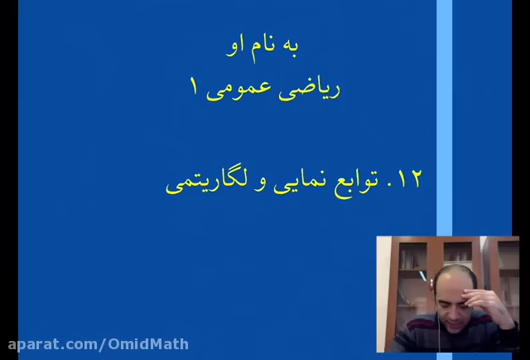 به نام او
ریاضی عمومی ۱
۱۲. توابع نمایی و لگاریتمی
aparat.com/OmidMath